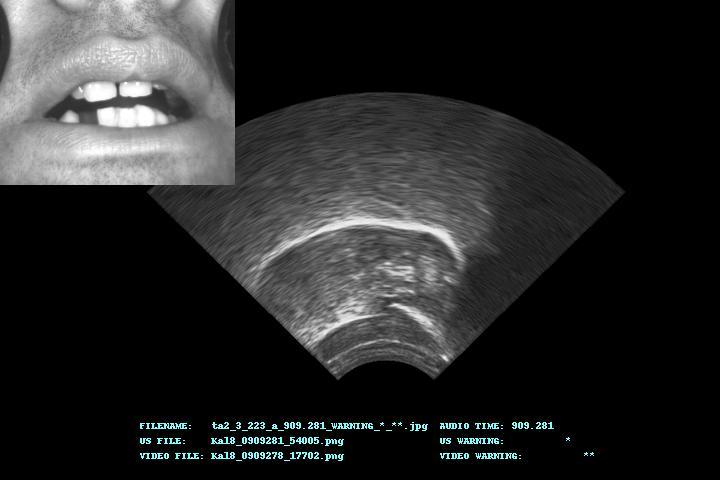 FILENAME: ta2_3_223_a_909.281_WARNING_*_**.jpg AUDIO TIME: 909.281
US FILE: Kal8_0909281_54005.png US WARNING: *
VIDEO FILE: Kal8_0909278_17702.png VIDEO WARNING: **